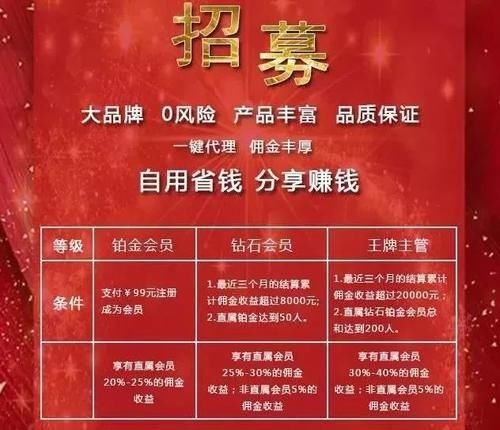 招募
大品牌 0风险 产品丰富 品质保证
一键代理 佣金丰厚
自用省钱 分享赚钱
等级 铂金会员 钻石会员 王牌主管
条件
支付￥99元注册
成为会员
1.最近三个月的结算累
计佣金收益超过8000元;
2.直属铂金达到50人。
1.最近三个月的结算累计
佣金收益超过20000元；
2.直属钻石铂金会员总
和达到200人。
享有直属会员
20%-25%的佣金
收益
享有直属会员
25%-30%的佣金
收益；非直属会员5%的
佣金收益
享有直属会员
30%-40%的佣金
收益;非直属会员5%的
佣金收益